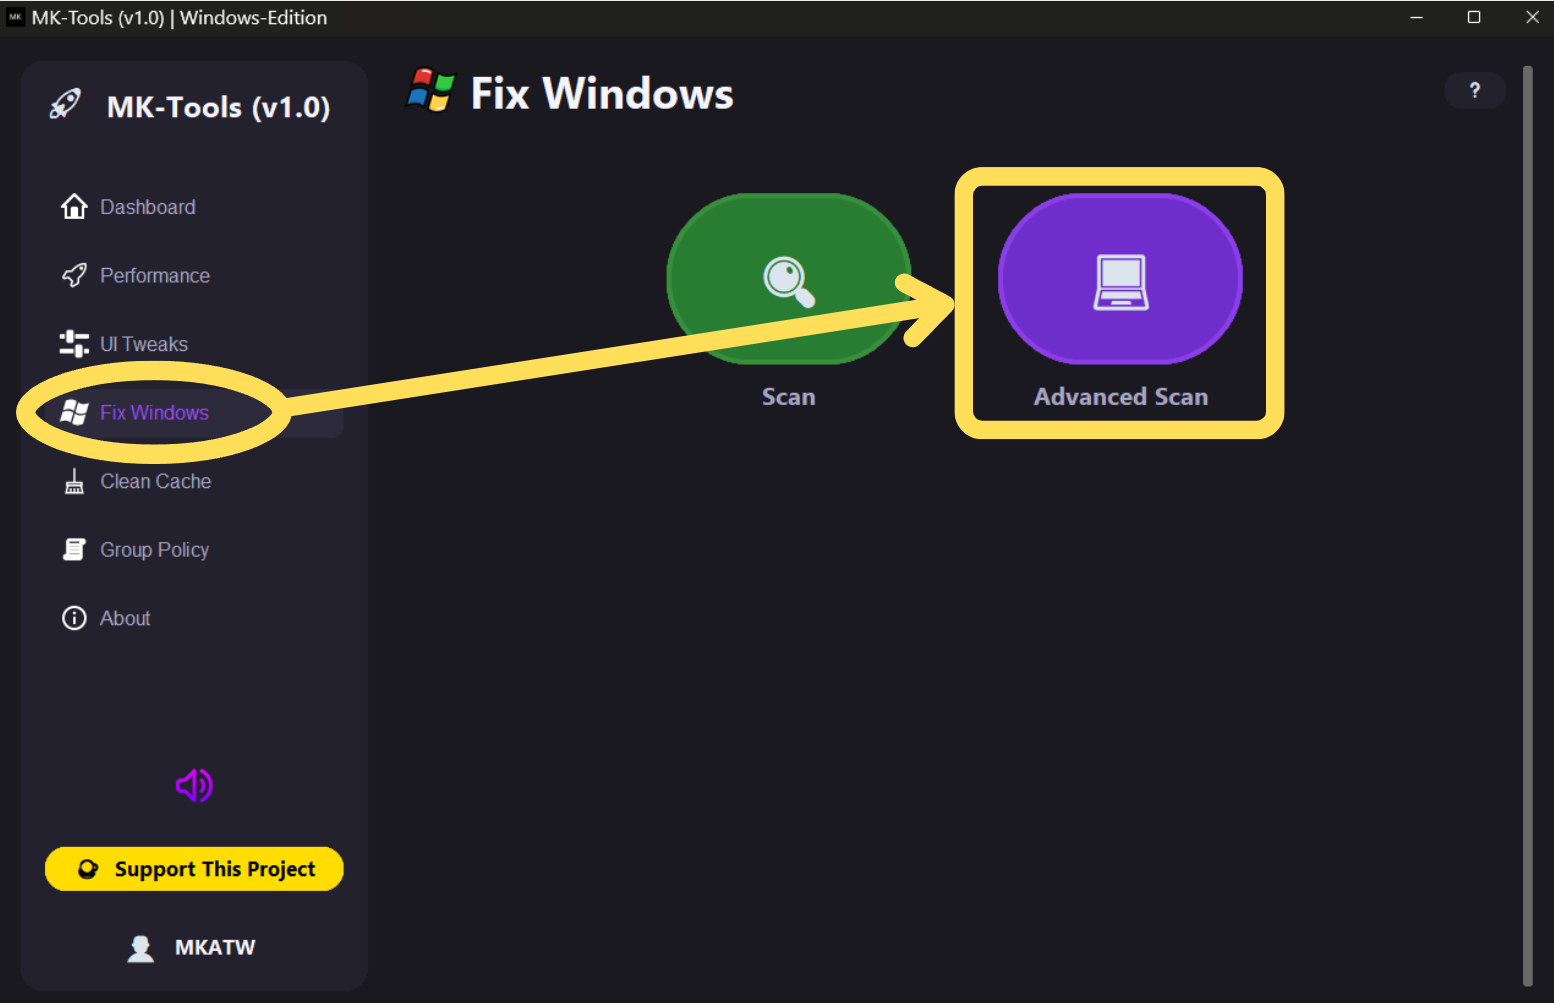 MK MK-Tools (v1.0) | Windows-Edition
MK-Tools (v1.0)
Dashboard
Performance
UI Tweaks
Fix Windows
Clean Cache
Group Policy
About
Support This Project
MKATW
Fix Windows
?
Scan
Advanced Scan